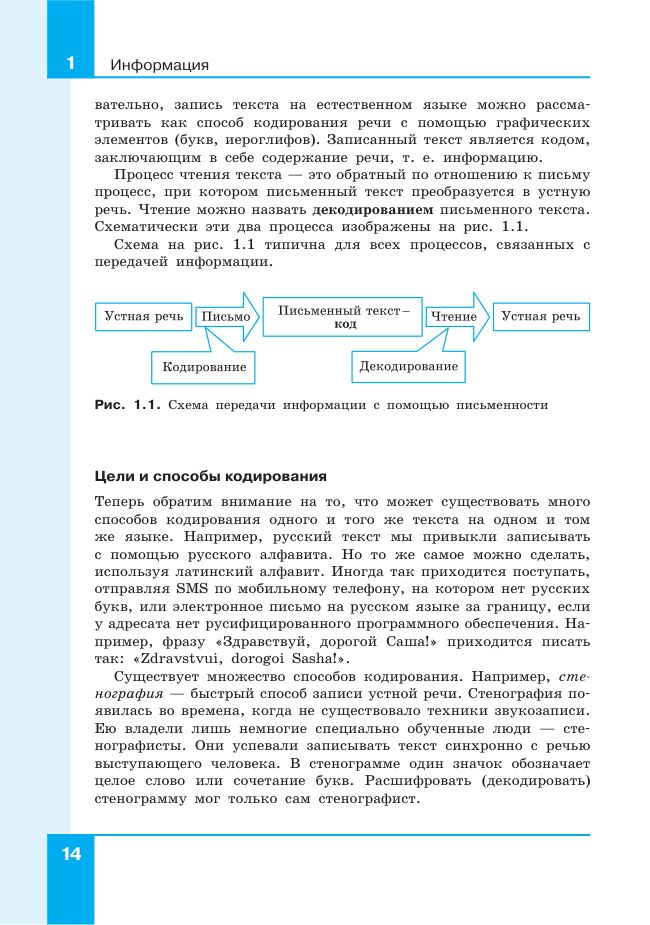 1
Информация
вательно, запись текста на естественном языке можно рассма-
тривать как способ кодирования речи с помощью графических
элементов (букв, иероглифов). Записанный текст является кодом,
заключающим в себе содержание речи, т. е. информацию.
Процесс чтения текста — это обратный по отношению к письму
процесс, при котором письменный текст преобразуется в устную
речь. Чтение можно назвать декодированием письменного текста.
Схематически эти два процесса изображены на рис. 1.1.
Схема на рис. 1.1 типична для всех процессов, связанных с
передачей информации.
Устная речь
Письмо
Письменный текст –
код
Чтение
Устная речь
Кодирование
Декодирование
Рис. 1.1. Схема передачи информации с помощью письменности
Цели и способы кодирования
Теперь обратим внимание на то, что может существовать много
способов кодирования одного и того же текста на одном и том
же языке. Например, русский текст мы привыкли записывать
с помощью русского алфавита. Но то же самое можно сделать,
используя латинский алфавит. Иногда так приходится поступать,
отправляя SMS по мобильному телефону, на котором нет русских
букв, или электронное письмо на русском языке за границу, если
у адресата нет русифицированного программного обеспечения. На-
пример, фразу «Здравствуй, дорогой Саша!» приходится писать
так: «Zdravstvui, dorogoi Sasha!».
Существует множество способов кодирования. Например, сте-
нография — быстрый способ записи устной речи. Стенография по-
явилась во времена, когда не существовало техники звукозаписи.
Ею владели лишь немногие специально обученные люди — сте-
нографисты. Они успевали записывать текст синхронно с речью
выступающего человека. В стенограмме один значок обозначает
целое слово или сочетание букв. Расшифровать (декодировать)
стенограмму мог только сам стенографист.
14